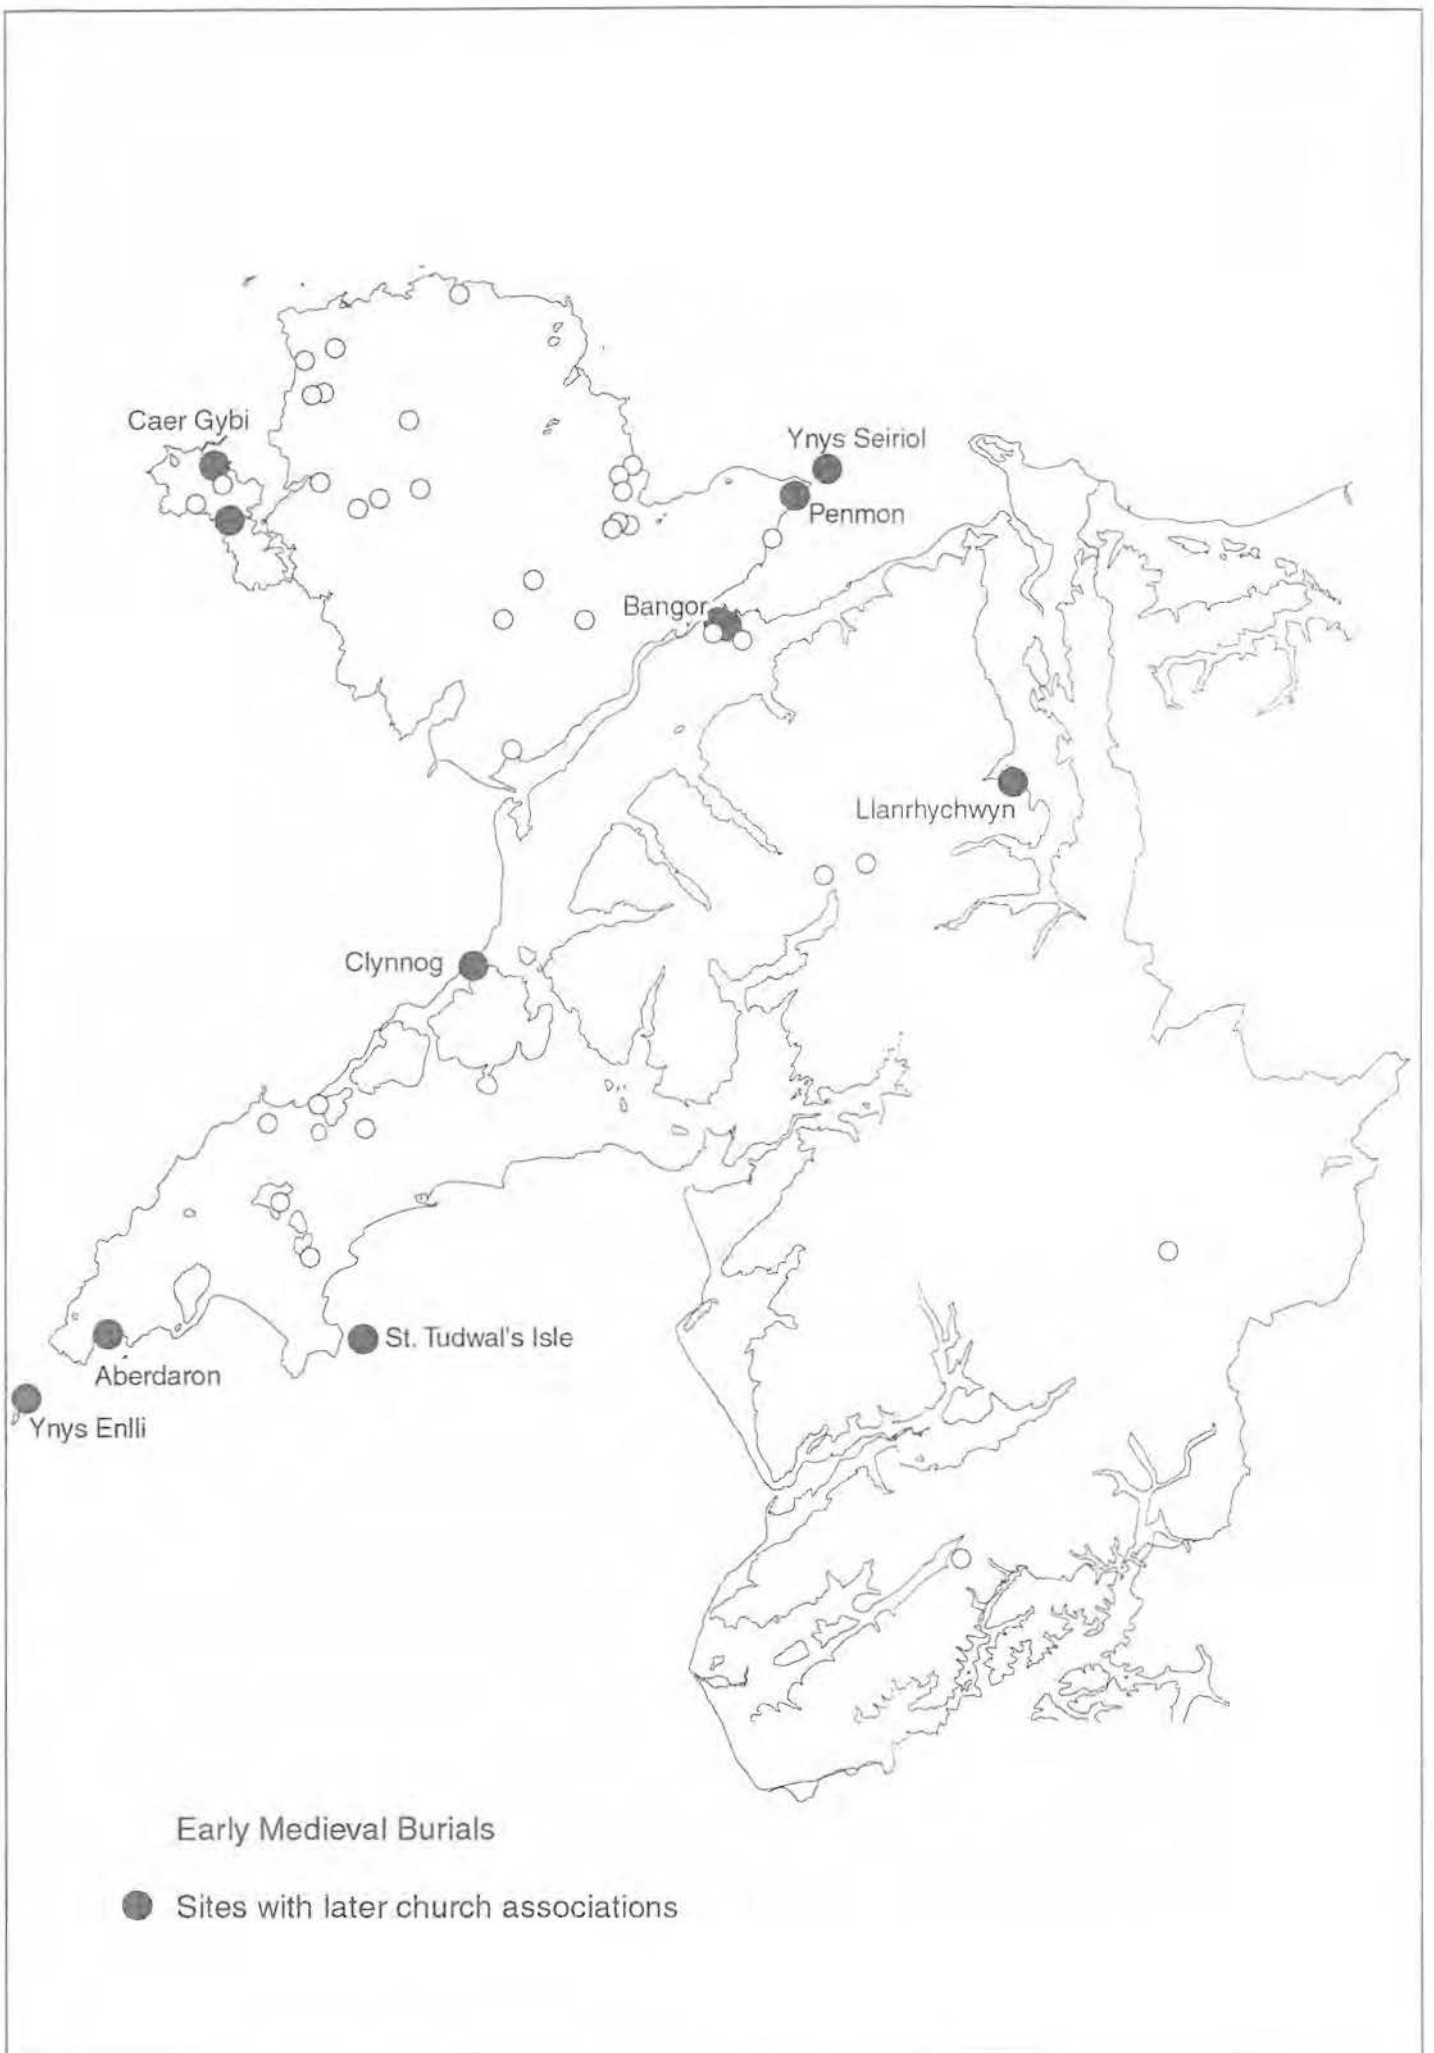 Caer Gybi
Ynys Seiriol
Penmon
Bangor
Llanrhychwyn
Clynnog
St. Tudwal's Isle
Aberdaron
Ynys Enlli
Early Medieval Burials
Sites with later church associations